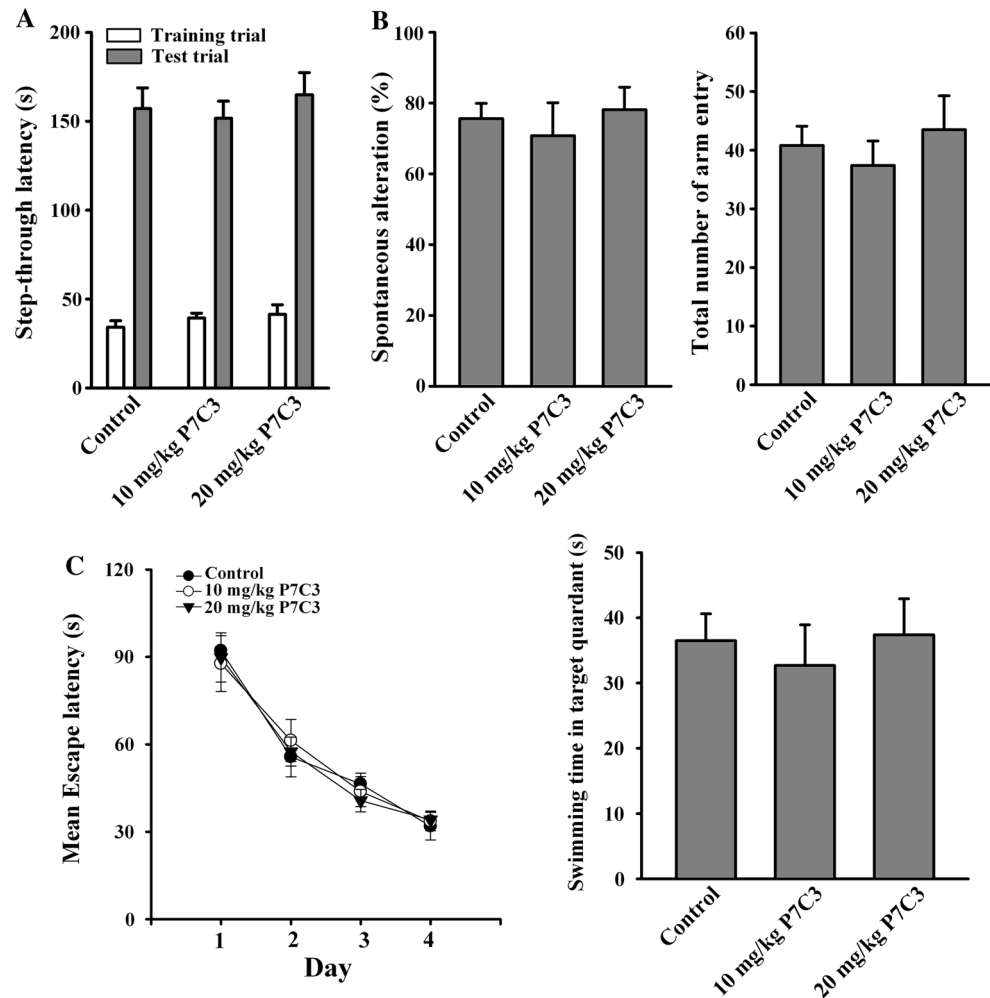 A
Step-through latency (s)
200
150
100
50
0
Training trial
Test trial
Control
10 mg/kg P7C3
20 mg/kg P7C3
B
Spontaneous alteration (%)
100
80
60
40
20
0
Control
10 mg/kg P7C3
20 mg/kg P7C3
Total number of arm entry
60
50
40
30
20
10
0
Control
10 mg/kg P7C3
20 mg/kg P7C3
C
Mean Escape latency (s)
120
90
60
30
0
Control
10 mg/kg P7C3
20 mg/kg P7C3
1 2 3 4
Day
Swimming time in target quardant (s)
50
40
30
20
10
0
Control
10 mg/kg P7C3
20 mg/kg P7C3